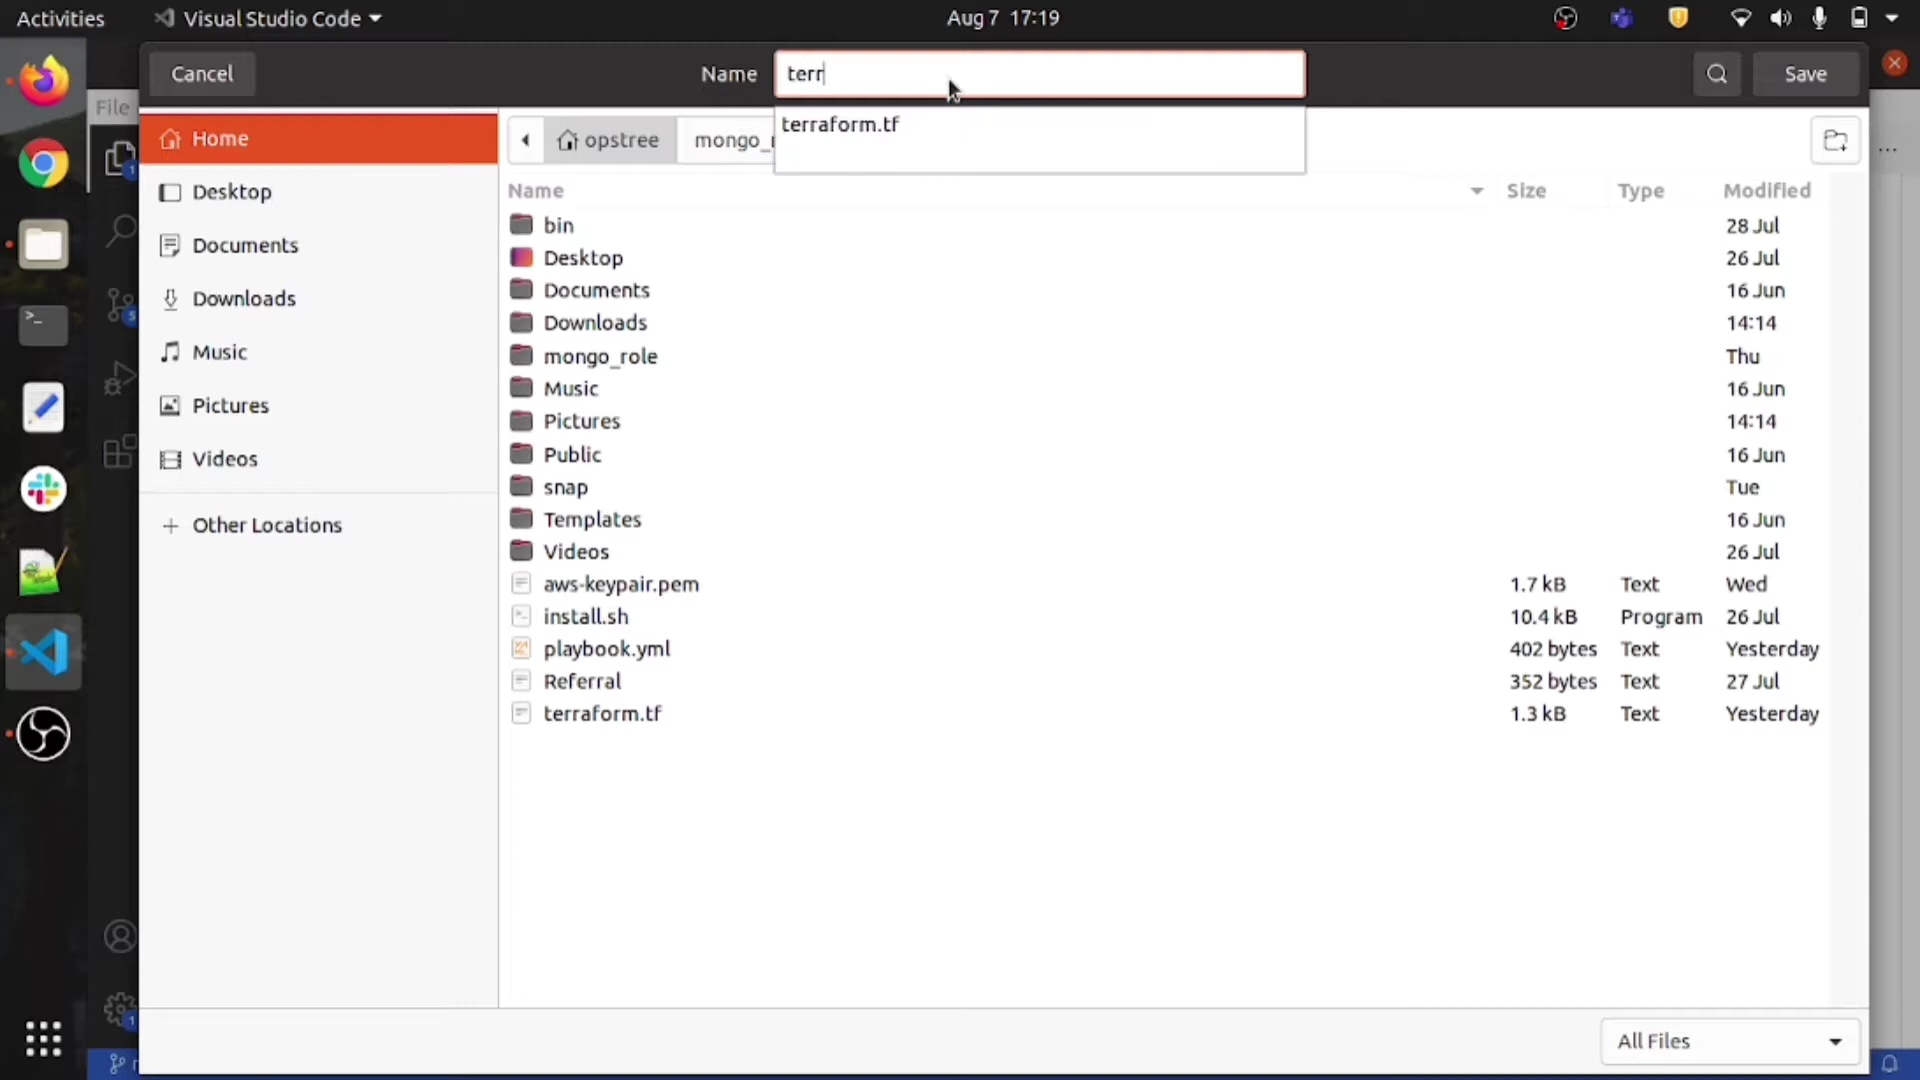 Activities Visual Studio Code Aug 7 17:19
Cancel Name terr Save
File
terraform.tf
Home
opstree mongo_
Desktop
Documents
Downloads
Music
Pictures
Videos
Other Locations
Name Size Type Modified
bin 28 Jul
Desktop 26 Jul
Documents 16 Jun
Downloads 14:14
mongo_role Thu
Music 16 Jun
Pictures 14:14
Public 16 Jun
snap Tue
Templates 16 Jun
Videos 26 Jul
aws-keypair.pem 1.7 kB Text Wed
install.sh 10.4 kB Program 26 Jul
playbook.yml 402 bytes Text Yesterday
Referral 352 bytes Text 27 Jul
terraform.tf 1.3 kB Text Yesterday
All Files